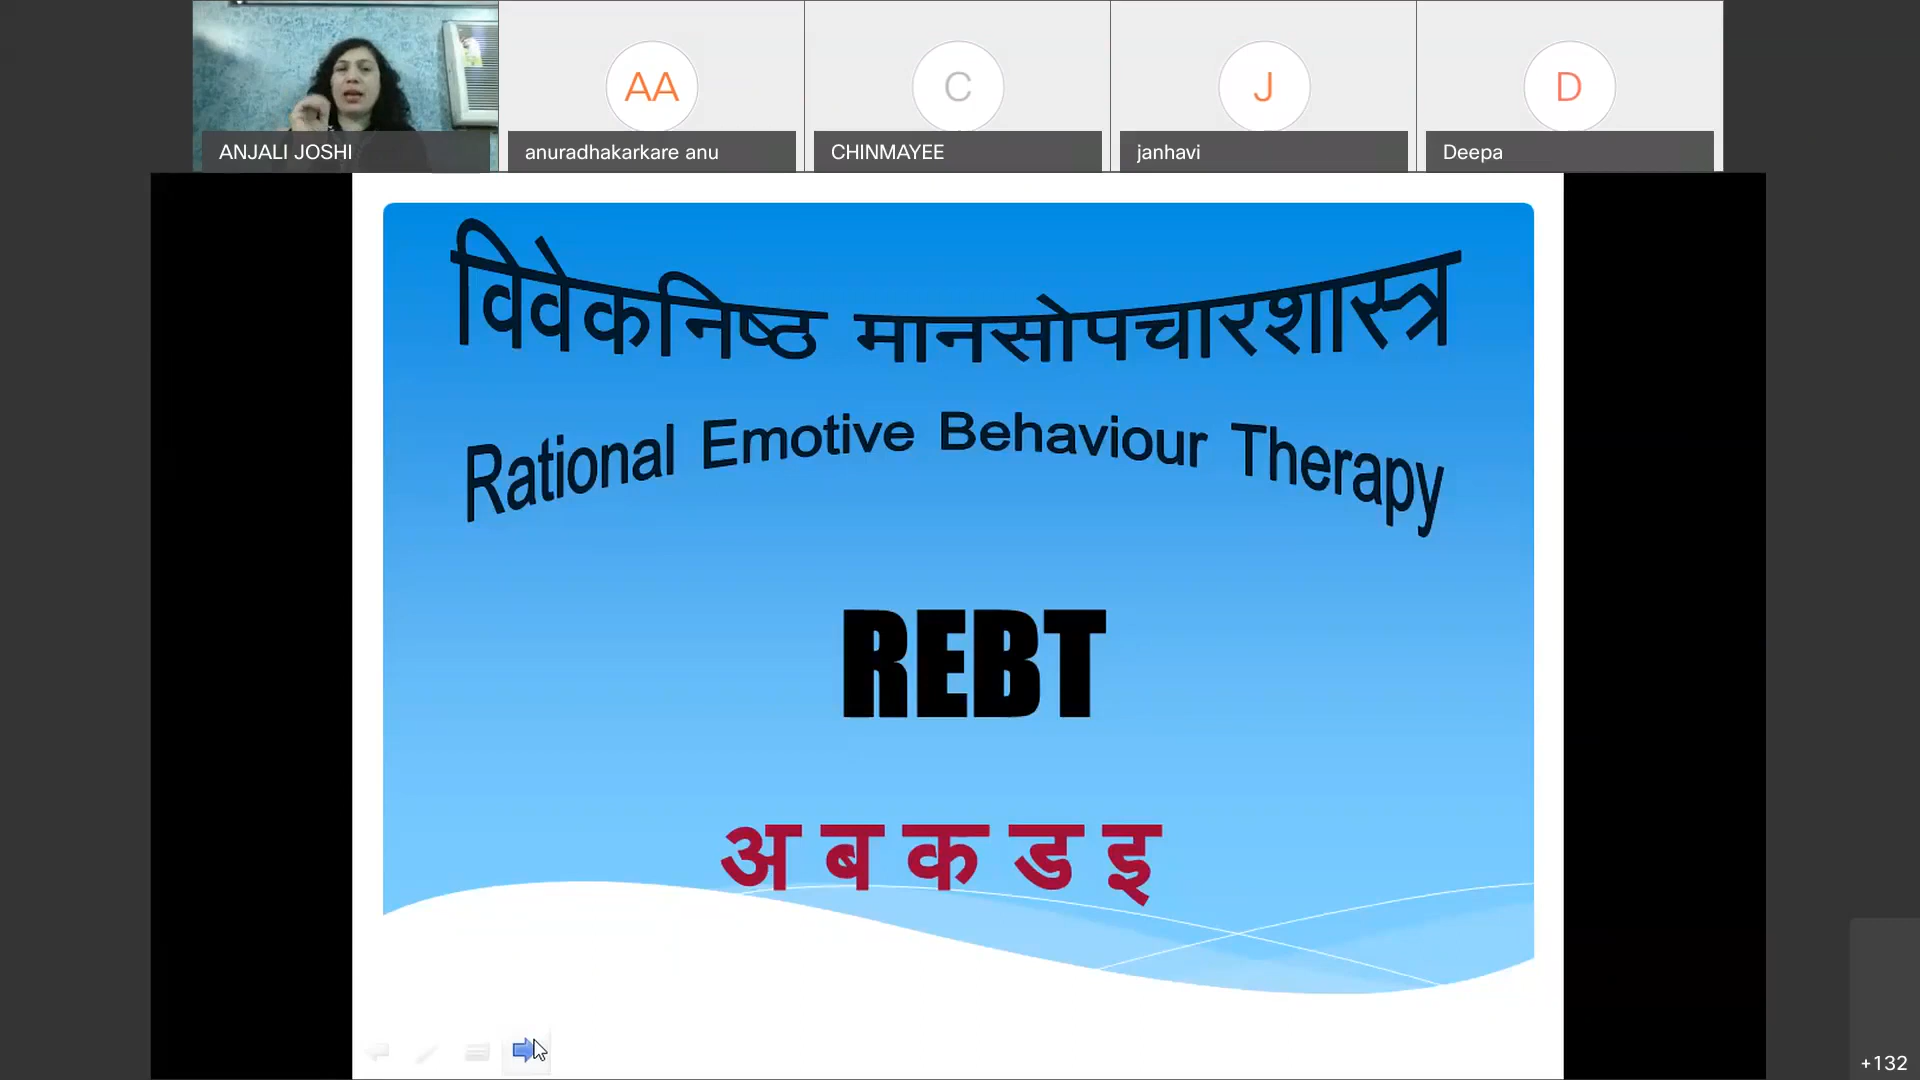 AA
C
J
D
ANJALI JOSHI
anuradhakarkare anu
CHINMAYEE
janhavi
Deepa
विवेकनिष्ठ मानसोपचारशास्त्र
Rational Emotive Behaviour Therapy
REBT
अ ब क ड इ
+132